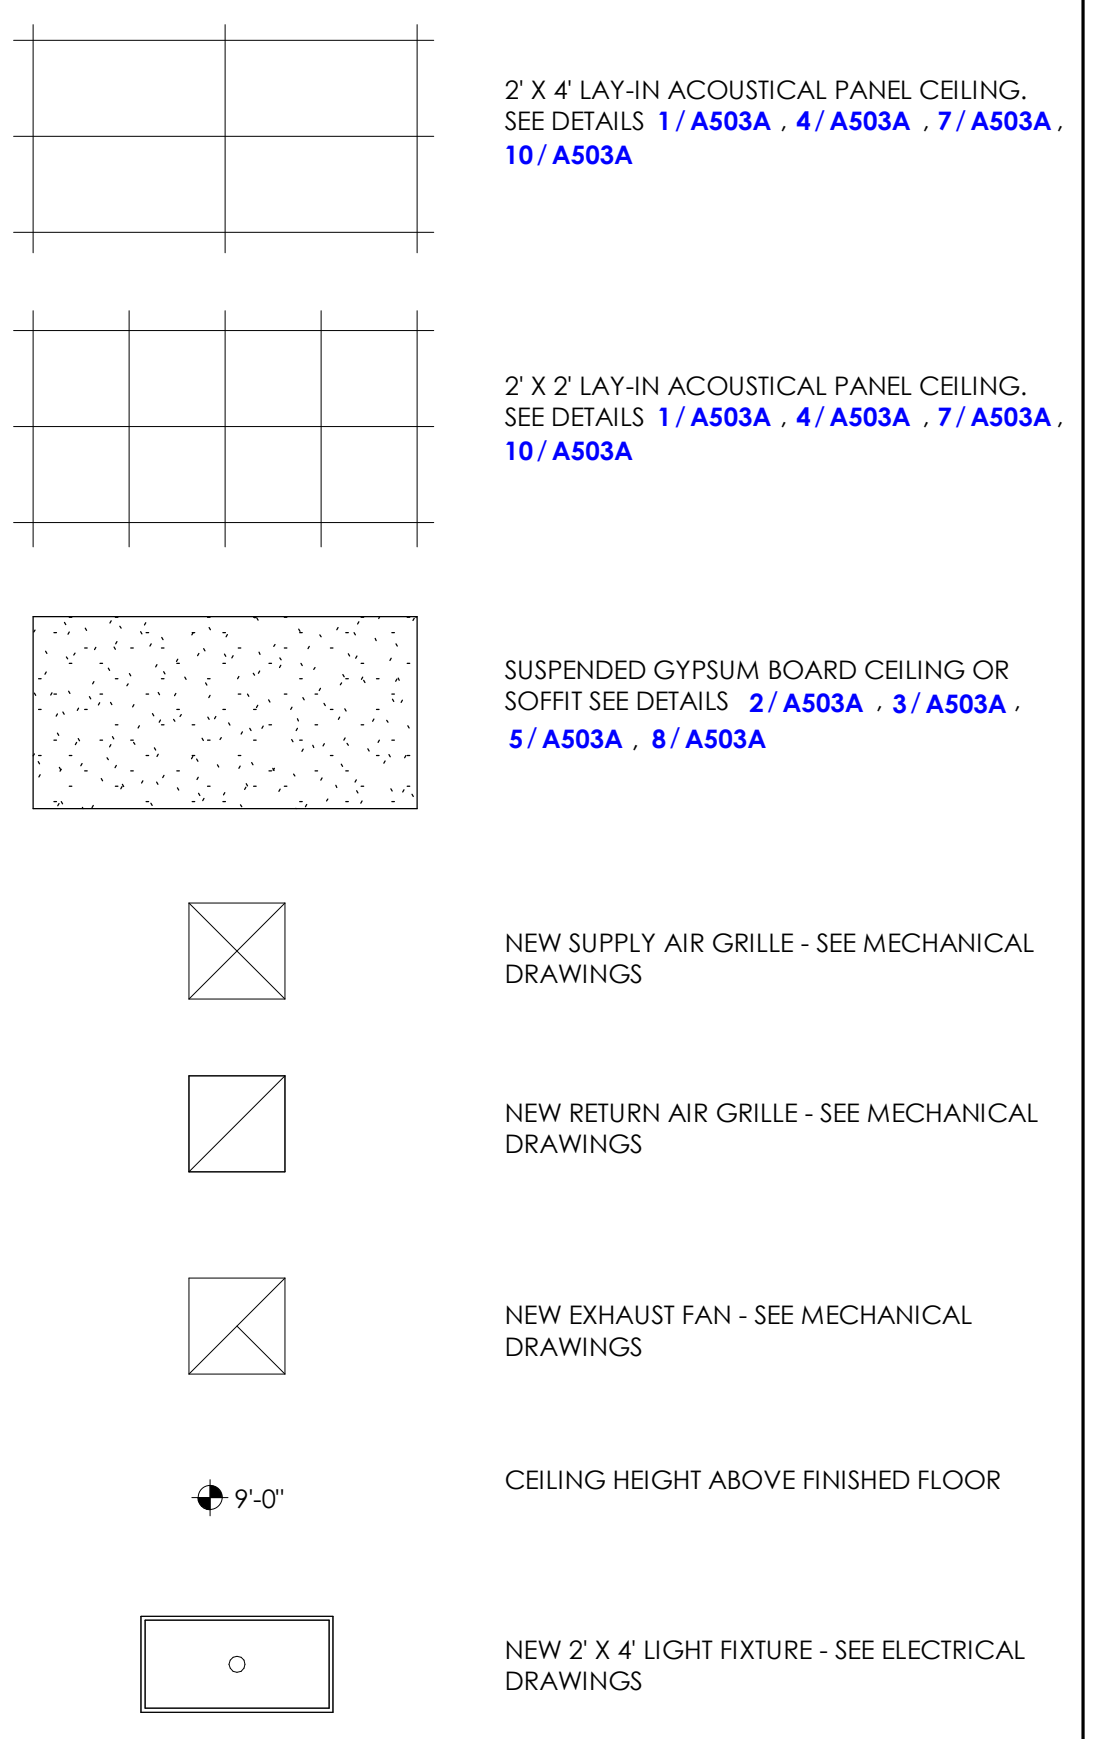 2' X 4' LAY-IN ACOUSTICAL PANEL CEILING.
SEE DETAILS 1 / A503A , 4 / A503A , 7 / A503A ,
10 / A503A
2' X 2' LAY-IN ACOUSTICAL PANEL CEILING.
SEE DETAILS 1 / A503A , 4 / A503A , 7 / A503A ,
10 / A503A
SUSPENDED GYPSUM BOARD CEILING OR
SOFFIT SEE DETAILS 2 / A503A , 3 / A503A ,
5 / A503A , 8 / A503A
NEW SUPPLY AIR GRILLE - SEE MECHANICAL
DRAWINGS
NEW RETURN AIR GRILLE - SEE MECHANICAL
DRAWINGS
NEW EXHAUST FAN - SEE MECHANICAL
DRAWINGS
9'-0"
CEILING HEIGHT ABOVE FINISHED FLOOR
NEW 2' X 4' LIGHT FIXTURE - SEE ELECTRICAL
DRAWINGS